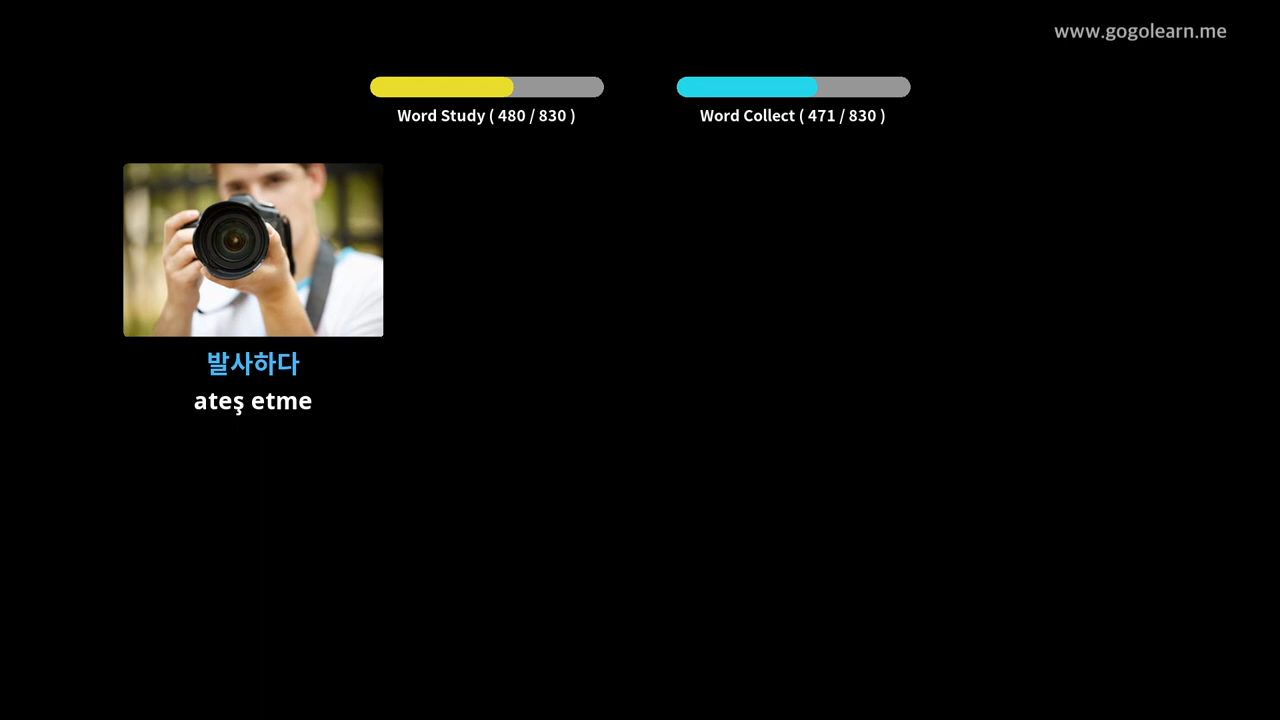 www.gogolearn.me
Word Study ( 480 / 830 )
Word Collect ( 471 / 830 )
발사하다
ateş etme